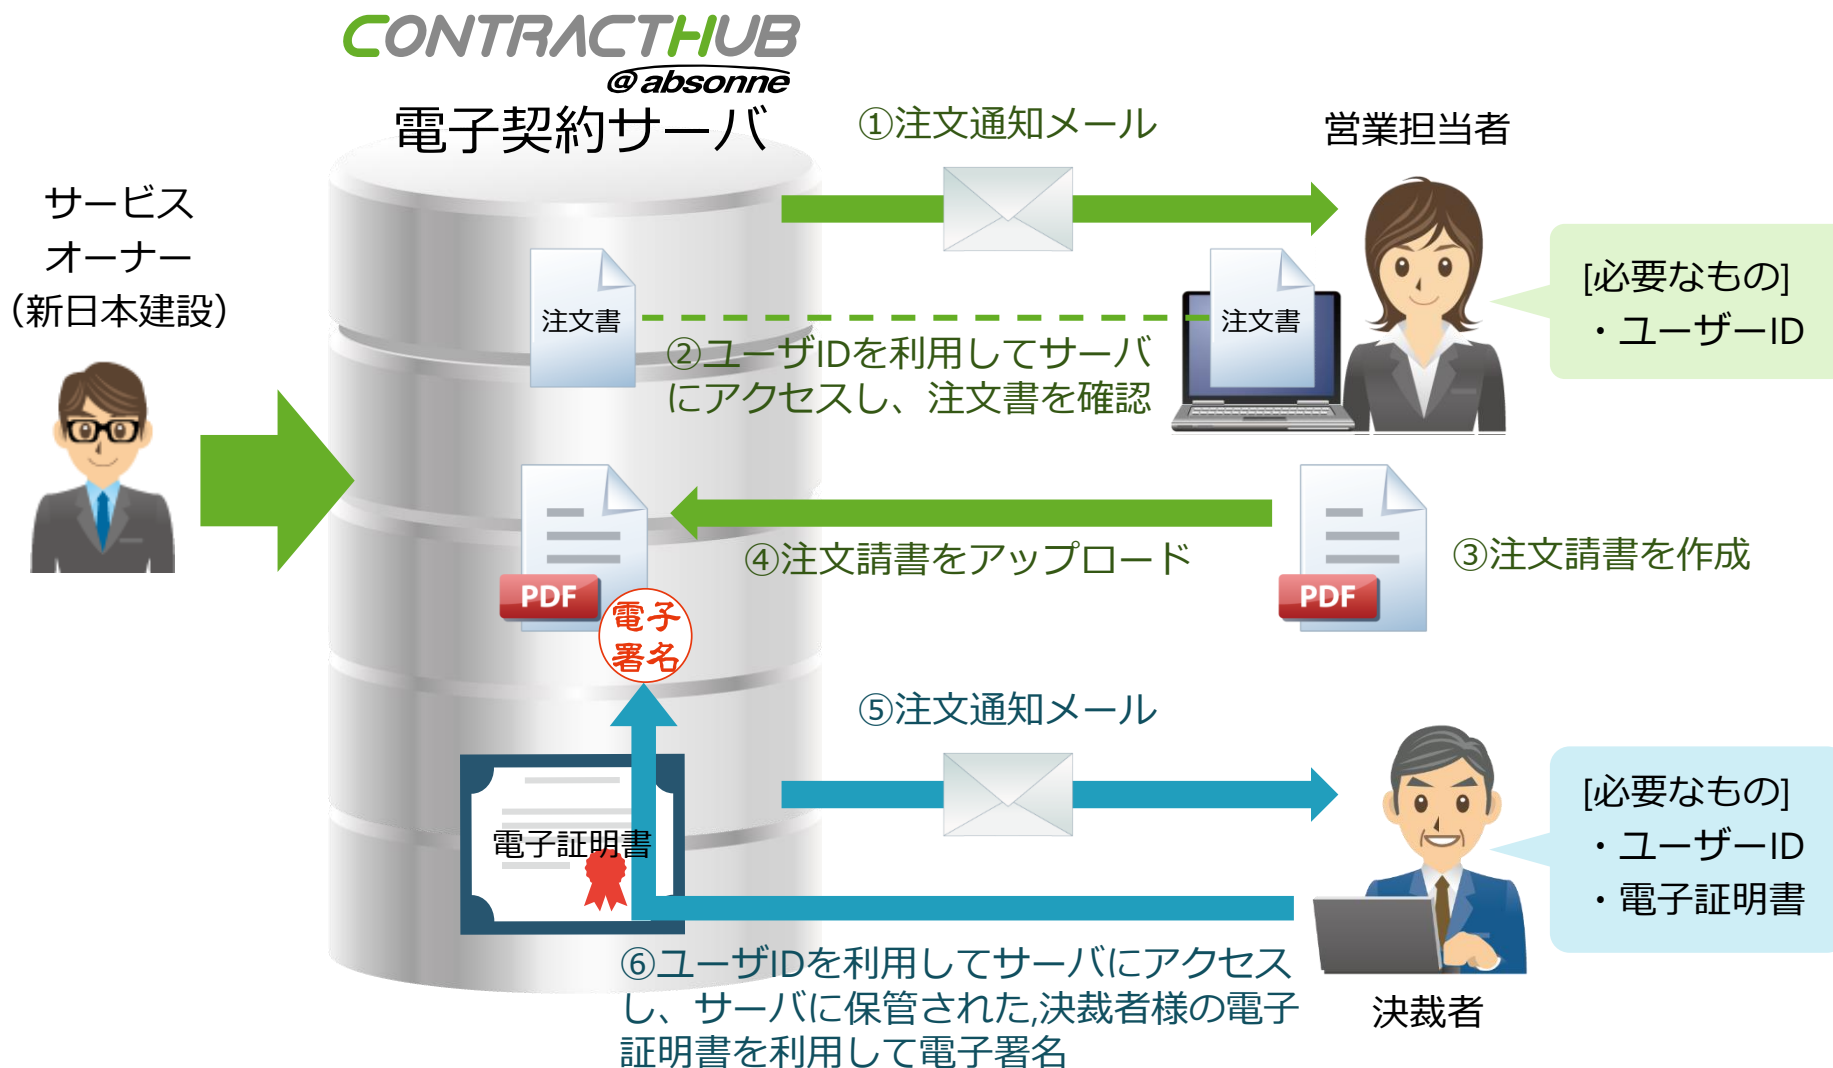 CONTRACTHUB
@absonne
電子契約サーバ
サービス
オーナー
（新日本建設）
①注文通知メール
営業担当者
[必要なもの]
・ユーザーID
注文書
注文書
②ユーザIDを利用してサーバ
にアクセスし、注文書を確認
④注文請書をアップロード
③注文請書を作成
PDF
PDF
電子
署名
⑤注文通知メール
[必要なもの]
・ユーザーID
・電子証明書
電子証明書
⑥ユーザIDを利用してサーバにアクセス
し、サーバに保管された,決裁者様の電子
証明書を利用して電子署名
決裁者